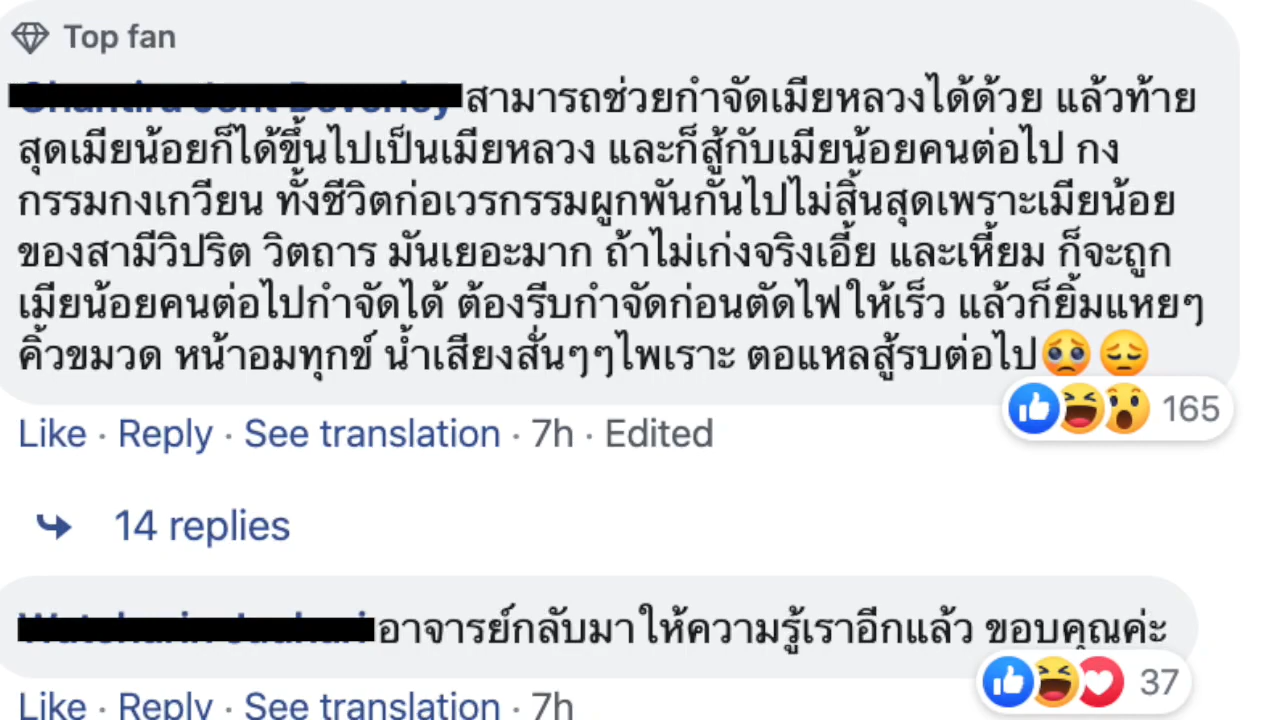 Top fan
สามารถช่วยกำจัดเมียหลวงได้ด้วย แล้วท้าย
สุดเมียน้อยก็ได้ขึ้นไปเป็นเมียหลวง และก็สู้กับเมียน้อยคนต่อไป กง
กรรมกงเกวียน ทั้งชีวิตก่อเวรกรรมผูกพันกันไปไม่สิ้นสุดเพราะเมียน้อย
ของสามีวิปริต วิตถาร มันเยอะมาก ถ้าไม่เก่งจริงเอี้ย และเหี้ยม ก็จะถูก
เมียน้อยคนต่อไปกำจัดได้ ต้องรีบกำจัดก่อนตัดไฟให้เร็ว แล้วก็ยิ้มแหยๆ
คิ้วขมวด หน้าอมทุกข์ น้ำเสียงสั่นๆๆไพเราะ ตอแหลสู้รบต่อไป🥺😔
165
Like · Reply · See translation · 7h · Edited
14 replies
อาจารย์กลับมาให้ความรู้เราอีกแล้ว ขอบคุณค่ะ
37
Like · Reply · See translation · 7h